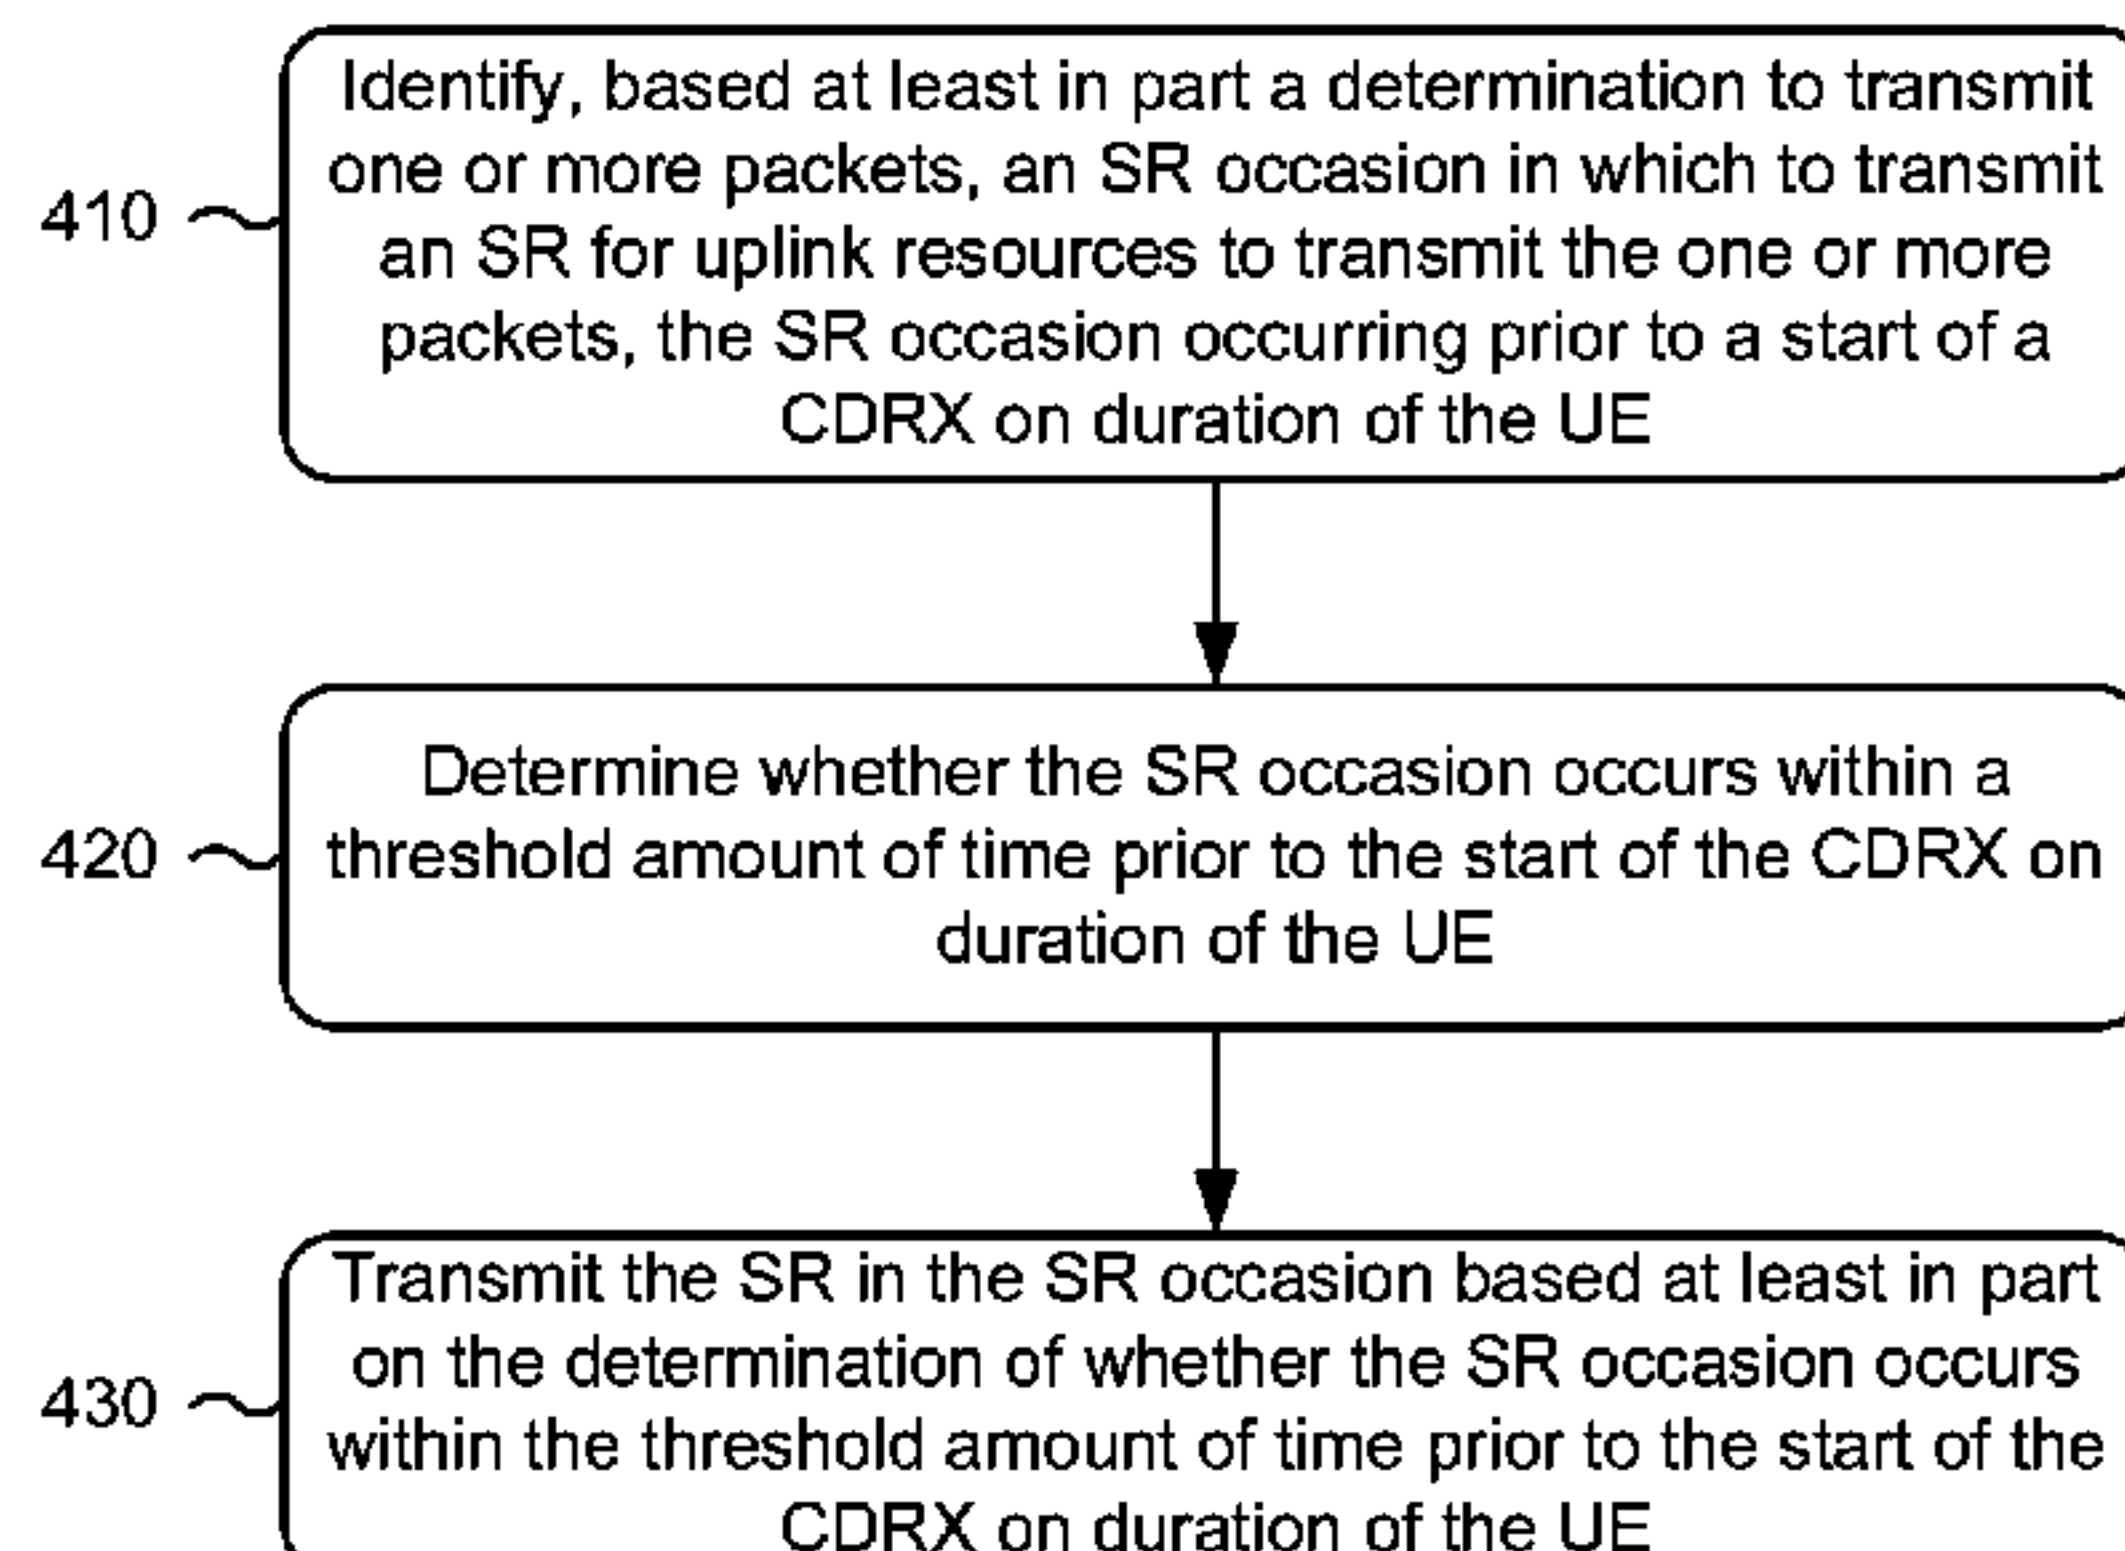 Identify, based at least in part a determination to transmit
one or more packets, an SR occasion in which to transmit
410
an SR for uplink resources to transmit the one or more
packets, the SR occasion occurring prior to a start of a
CDRX on duration of the UE
Determine whether the SR occasion occurs within a
420
threshold amount of time prior to the start of the CDRX on
duration of the UE
Transmit the SR in the SR occasion based at least in part
on the determination of whether the SR occasion occurs
430
within the threshold amount of time prior to the start of the
CDRX on duration of the UE